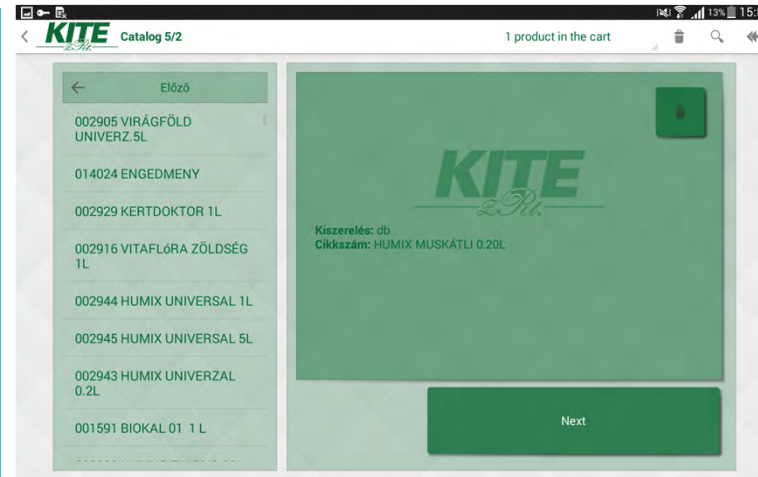 13% 15:
KITE
zRt.
Catalog 5/2
1 product in the cart
Előző
002905 VIRÁGFÖLD
UNIVERZ.5L
014024 ENGEDMENY
002929 KERTDOKTOR 1L
002916 VITAFLóRA ZÖLDSÉG
1L
002944 HUMIX UNIVERSAL 1L
002945 HUMIX UNIVERSAL 5L
002943 HUMIX UNIVERZAL
0.2L
001591 BIOKAL 01 1 L
KITE
zRt.
Kiszerelés: db
Cikkszám: HUMIX MUSKÁTLI 0.20L
Next